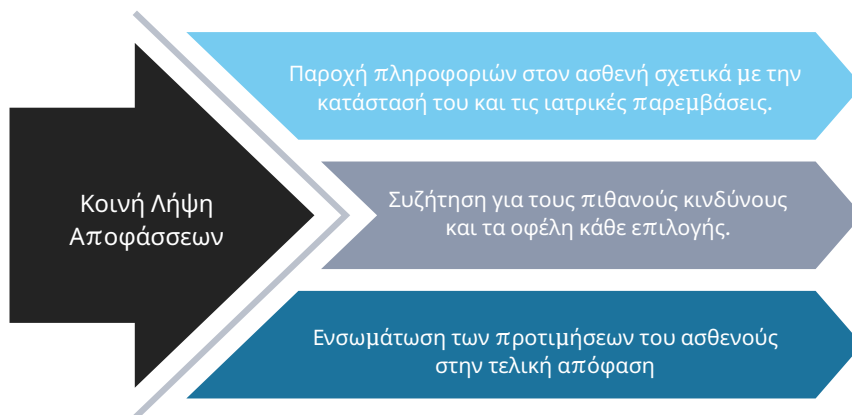 Κοινή Λήψη
Αποφάσσεων
Παροχή πληροφοριών στον ασθενή σχετικά με την
κατάστασή του και τις ιατρικές παρεμβάσεις.
Συζήτηση για τους πιθανούς κινδύνους
και τα οφέλη κάθε επιλογής.
Ενσωμάτωση των προτιμήσεων του ασθενούς
στην τελική απόφαση